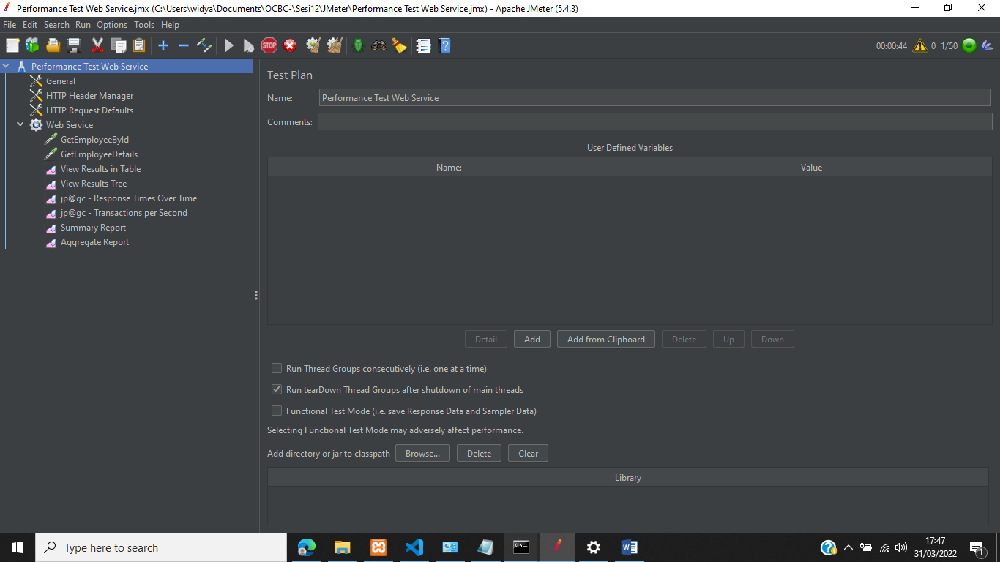 Performance Test Web Service.jmx (C:\Users\widya\Documents\OCBC-\Sesi12\JMeter\Performance Test Web Service.jmx) - Apache JMeter (5.4.3)
File Edit Search Run Options Tools Help
STOP 00:00:44 0 1/50
Performance Test Web Service
General
HTTP Header Manager
HTTP Request Defaults
Web Service
GetEmployeeById
GetEmployeeDetails
View Results in Table
View Results Tree
jp@gc - Response Times Over Time
jp@gc - Transactions per Second
Summary Report
Aggregate Report
Test Plan
Name: Performance Test Web Service
Comments:
User Defined Variables
Name: Value
Detail Add Add from Clipboard Delete Up Down
Run Thread Groups consecutively (i.e. one at a time)
Run tearDown Thread Groups after shutdown of main threads
Functional Test Mode (i.e. save Response Data and Sampler Data)
Selecting Functional Test Mode may adversely affect performance.
Add directory or jar to classpath Browse... Delete Clear
Library
Type here to search
17:47
31/03/2022
1